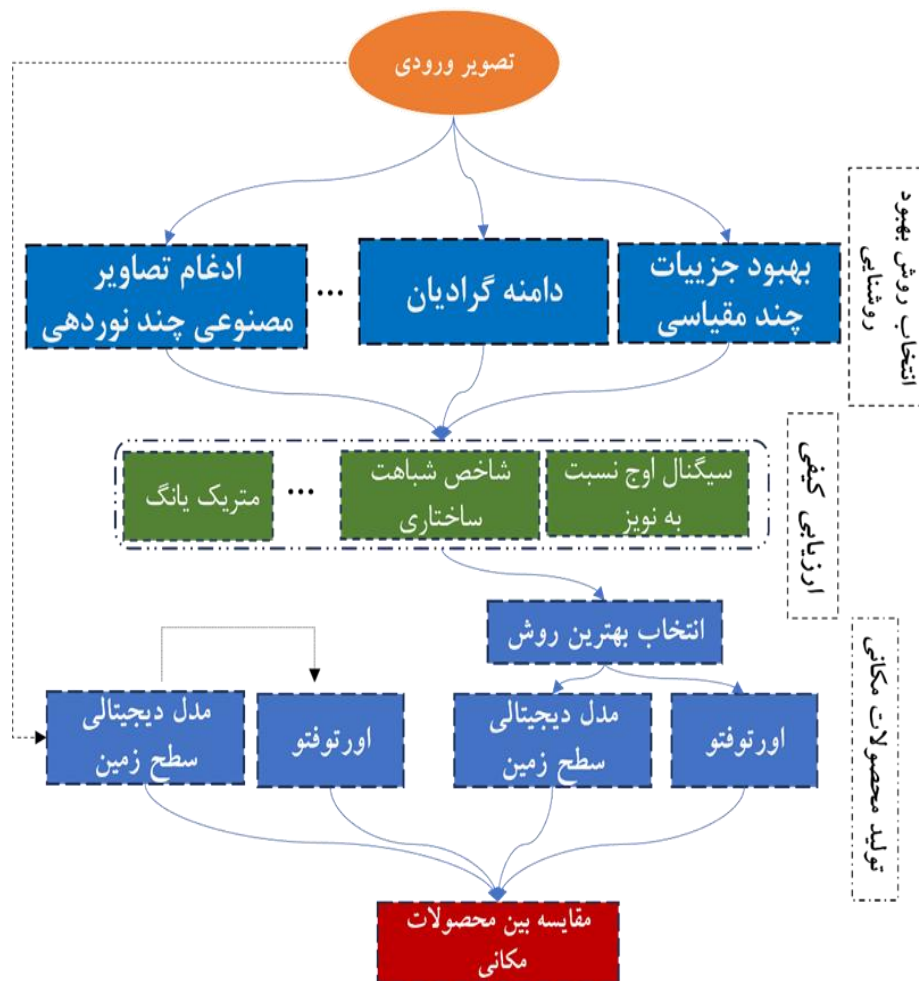 تصویر ورودی
انتخاب روش بهبود
روشنایی
بهبود جزییات
چند مقیاسی
دامنه گرادیان
...
ادغام تصاویر
مصنوعی چند نوردهی
ارزیابی کیفی
سیگنال اوج نسبت
به نویز
شاخص شباهت
ساختاری
...
متریک یانگ
انتخاب بهترین روش
تولید محصولات مکانی
اورتوفتو
مدل دیجیتالی
سطح زمین
اورتوفتو
مدل دیجیتالی
سطح زمین
مقایسه بین محصولات
مکانی